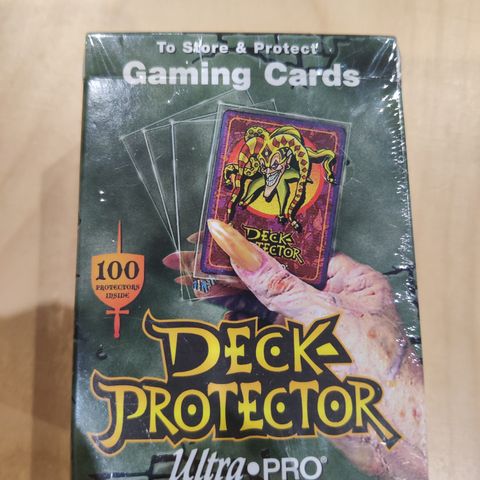 To Store & Protect
Gaming Cards
DECK
PROTECTOR
100
PROTECTORS
INSIDE
DECK
PROTECTOR
Ultra•PRO®